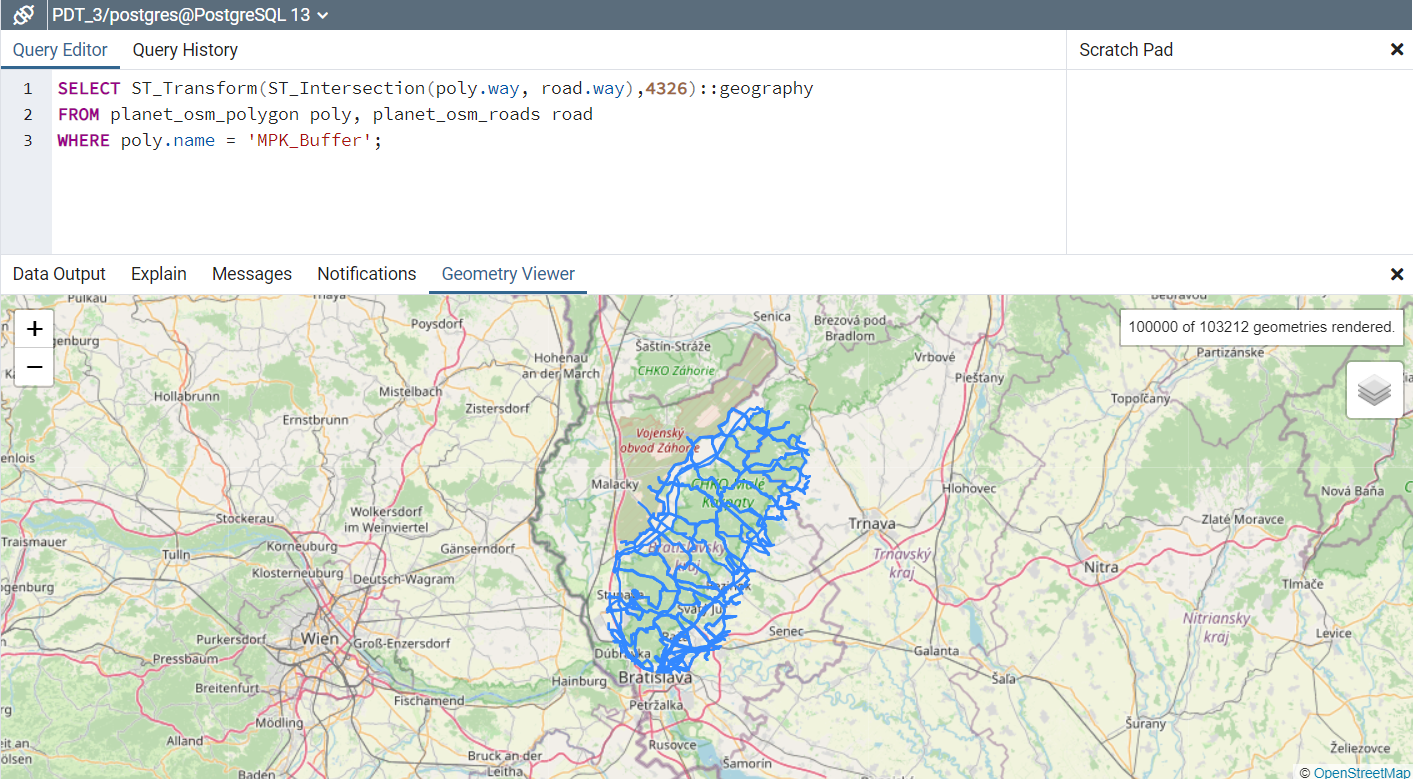 PDT_3/postgres@PostgreSQL 13
Query Editor Query History
Scratch Pad
1 SELECT ST_Transform(ST_Intersection(poly.way, road.way),4326)::geography
2 FROM planet_osm_polygon poly, planet_osm_roads road
3 WHERE poly.name = 'MPK_Buffer';
Data Output Explain Messages Notifications Geometry Viewer
+
−
100000 of 103212 geometries rendered.
Pulkau
Poysdorf
Senica
Brezová pod
Bradlom
Partizánske
Šaštín-Stráže
Vrbové
Hohenau
an der March
CHKO Záhorie
Piešťany
Hollabrunn
Mistelbach
Zistersdorf
Topoľčany
Ernstbrunn
Vojenský
obvod Záhorie
Malacky
CHKO Malé
Karpaty
Hlohovec
Nová Baňa
Stockerau
Wolkersdorf
im Weinviertel
Trnava
Zlaté Moravce
Traismauer
Tulln
Korneuburg
Gänserndorf
Bratislavský
kraj
Trnavský
kraj
Klosterneuburg
Deutsch-Wagram
Nitra
Tlmače
Pezinok
Stupava
Svätý Jur
Nitriansky
kraj
Purkersdorf
Wien
Groß-Enzersdorf
Rača
Senec
Levice
Pressbaum
Dúbravka
Galanta
Breitenfurt
Hainburg
Bratislava
Šaľa
Fischamend
Petržalka
Mödling
Šurany
Alland
Rusovce
Želiezovce
Bruck an der
Leitha
Šamorín
Baden
© OpenStreetMap